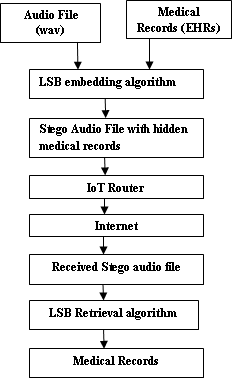 Audio File
(wav)
Medical
Records (EHRs)
LSB embedding algorithm
Stego Audio File with hidden
medical records
IoT Router
Internet
Received Stego audio file
LSB Retrieval algorithm
Medical Records